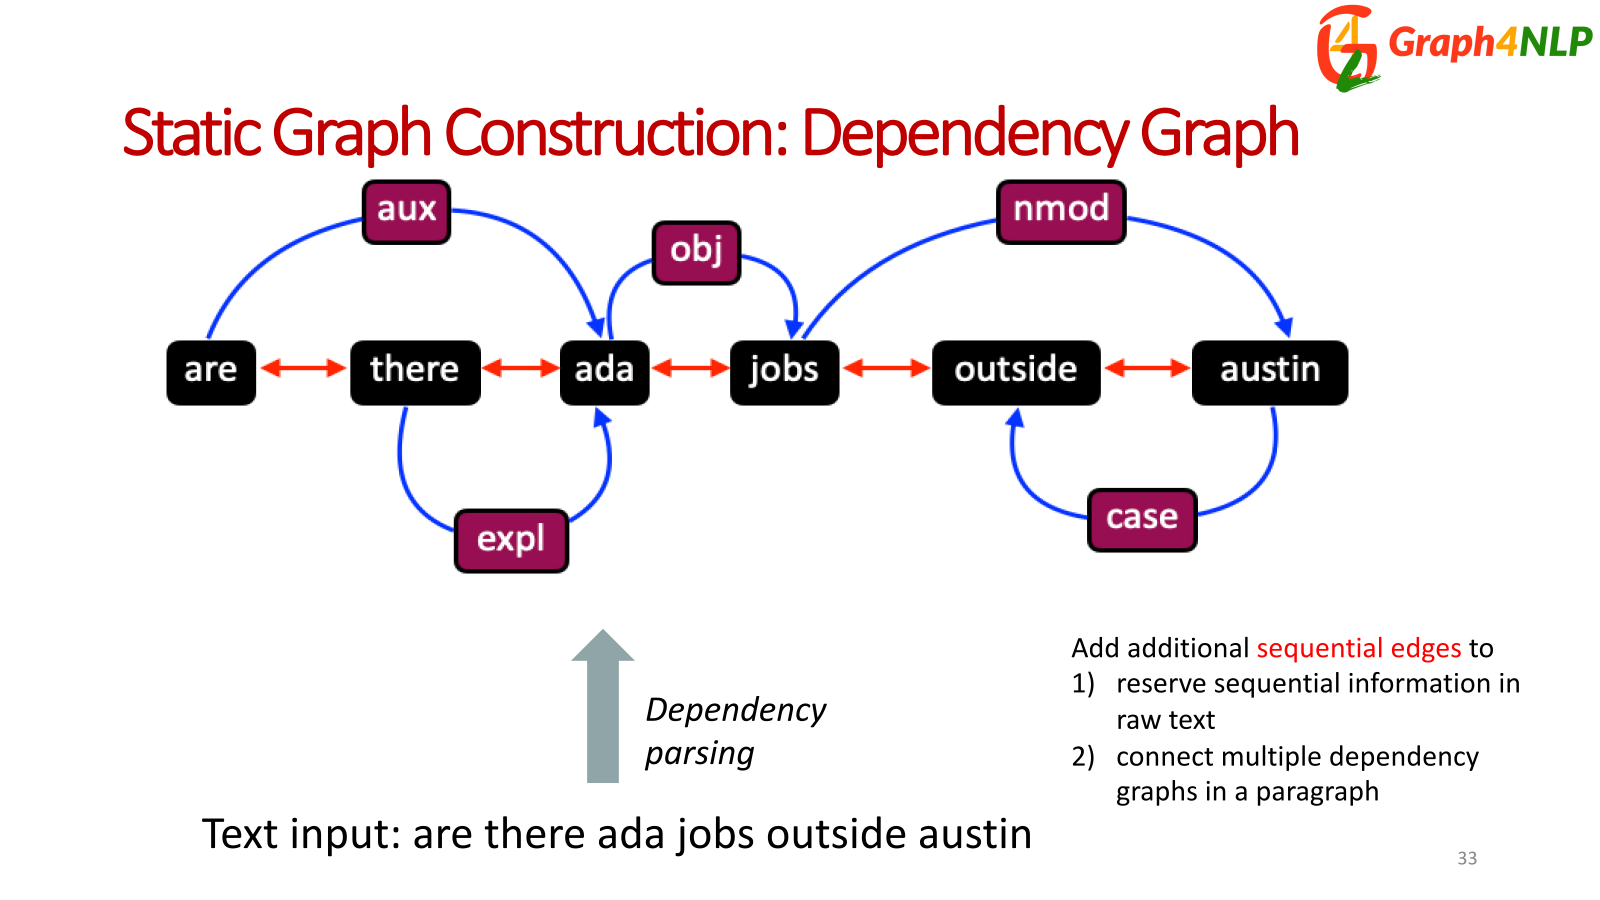 Graph4NLP
Static Graph Construction: Dependency Graph
aux
nmod
obj
are there ada jobs outside austin
case
expl
Add additional sequential edges to
1) reserve sequential information in
raw text
2) connect multiple dependency
graphs in a paragraph
Dependency
parsing
Text input: are there ada jobs outside austin
33